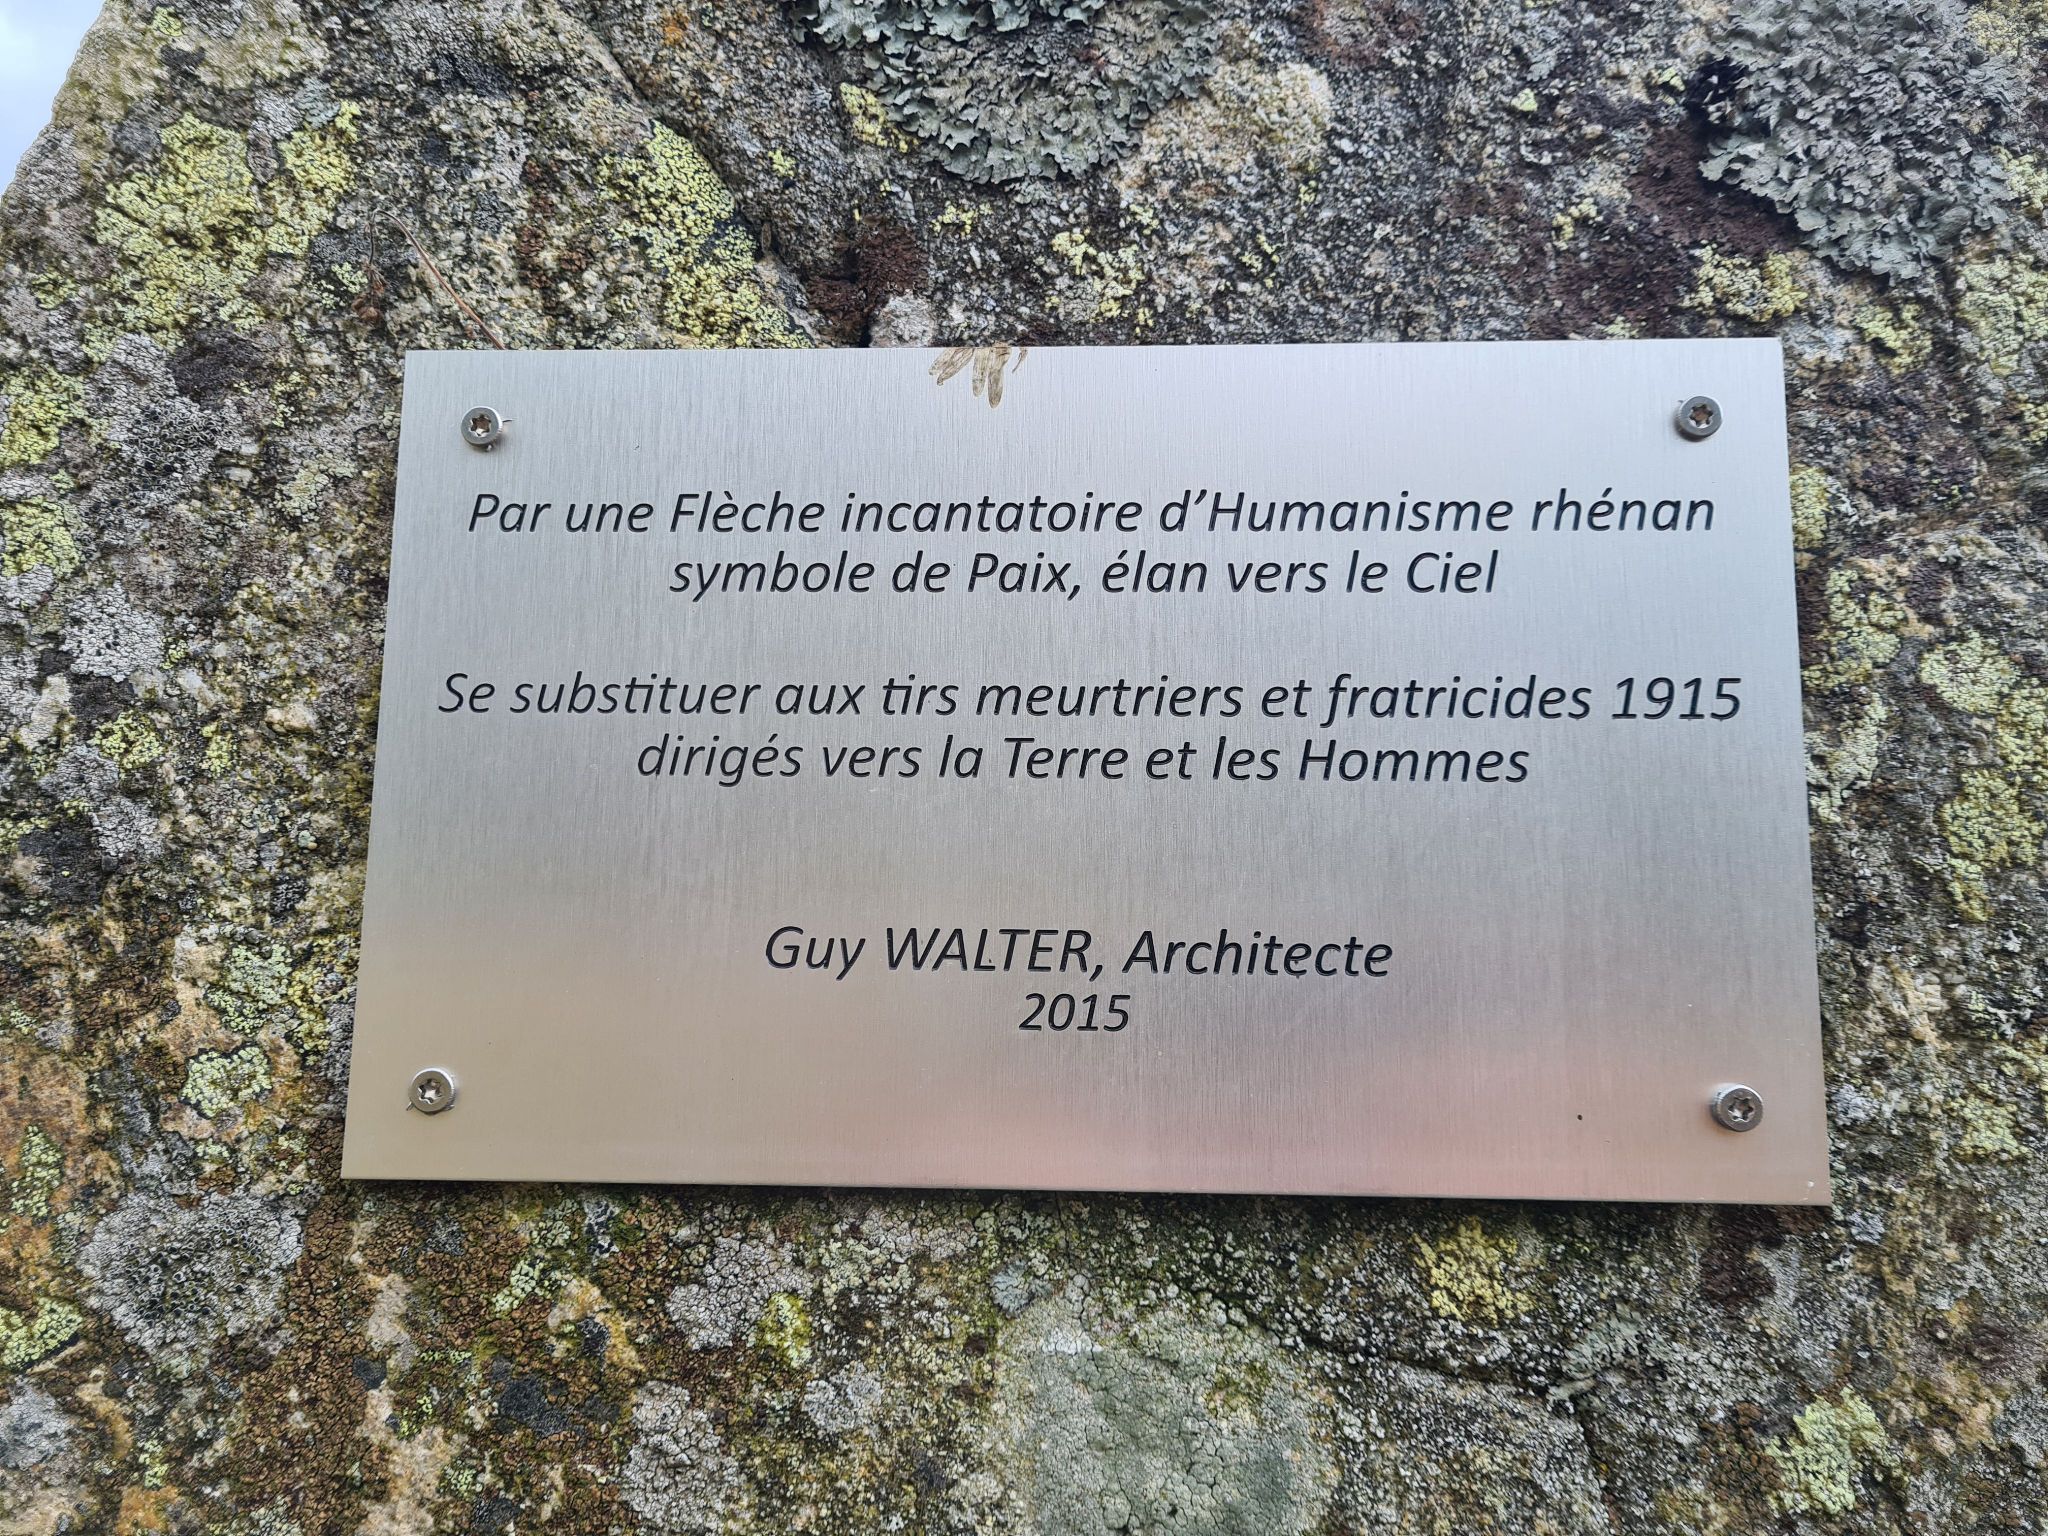 Par une Flèche incantatoire d’Humanisme rhénan
symbole de Paix, élan vers le Ciel
Se substituer aux tirs meurtriers et fratricides 1915
dirigés vers la Terre et les Hommes
Guy WALTER, Architecte
2015